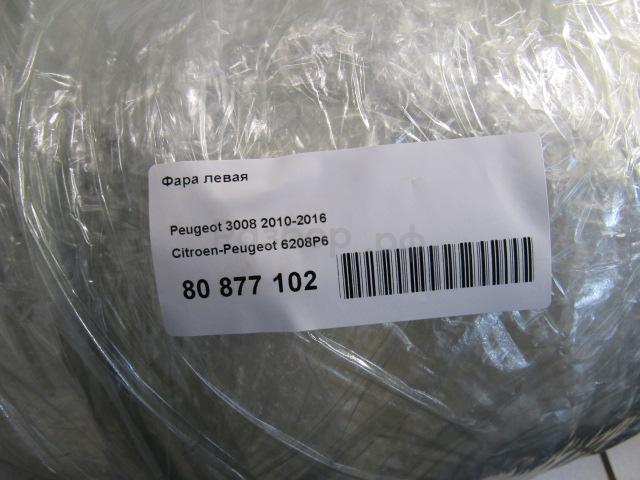 Фара левая
Peugeot 3008 2010-2016
Citroen-Peugeot 6208P6
80 877 102